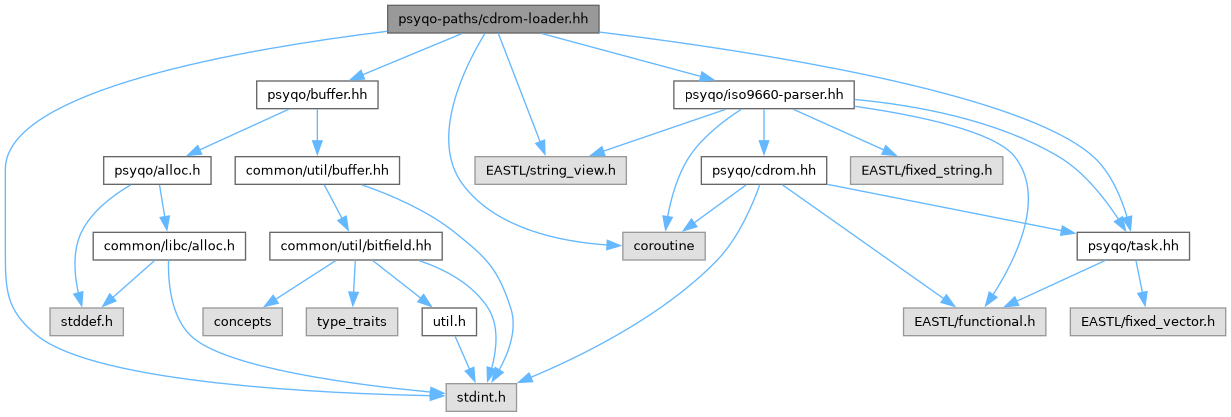 psyqo-paths/cdrom-loader.hh
psyqo/buffer.hh
psyqo/iso9660-parser.hh
psyqo/alloc.h
common/util/buffer.hh
EASTL/string_view.h
psyqo/cdrom.hh
EASTL/fixed_string.h
common/libc/alloc.h
common/util/bitfield.hh
coroutine
psyqo/task.hh
stddef.h
concepts
type_traits
util.h
EASTL/functional.h
EASTL/fixed_vector.h
stdint.h